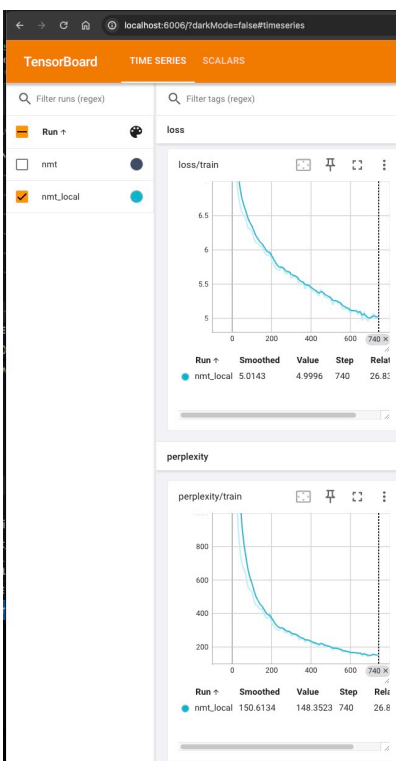 localhost:6006/?darkMode=false#timeseries
TensorBoard TIME SERIES SCALARS
Filter runs (regex) Filter tags (regex)
Run ↑
nmt
nmt_local
loss
loss/train
6.5
6
5.5
5
0 200 400 600 740 ×
Run ↑ Smoothed Value Step Relat
nmt_local 5.0143 4.9996 740 26.83
perplexity
perplexity/train
800
600
400
200
0 200 400 600 740 ×
Run ↑ Smoothed Value Step Rela
nmt_local 150.6134 148.3523 740 26.8